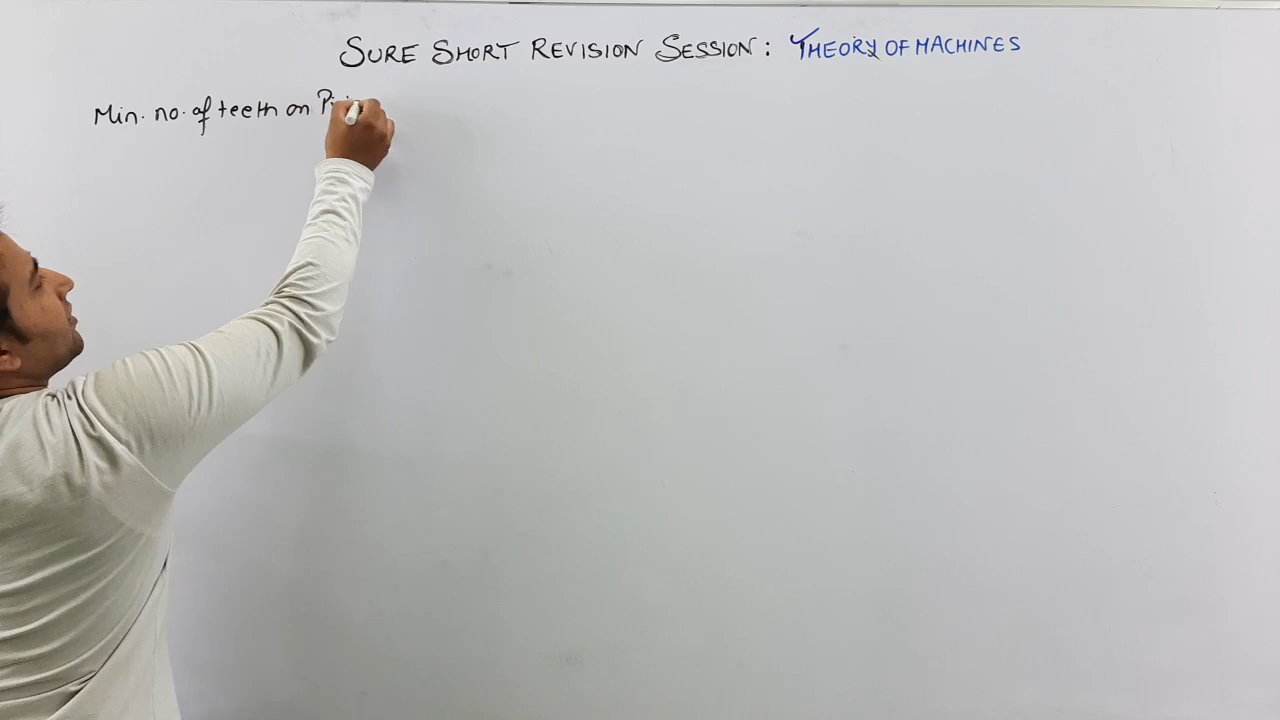 SURE SHORT REVISION SESSION: THEORY OF MACHINES
Min. no. of teeth on